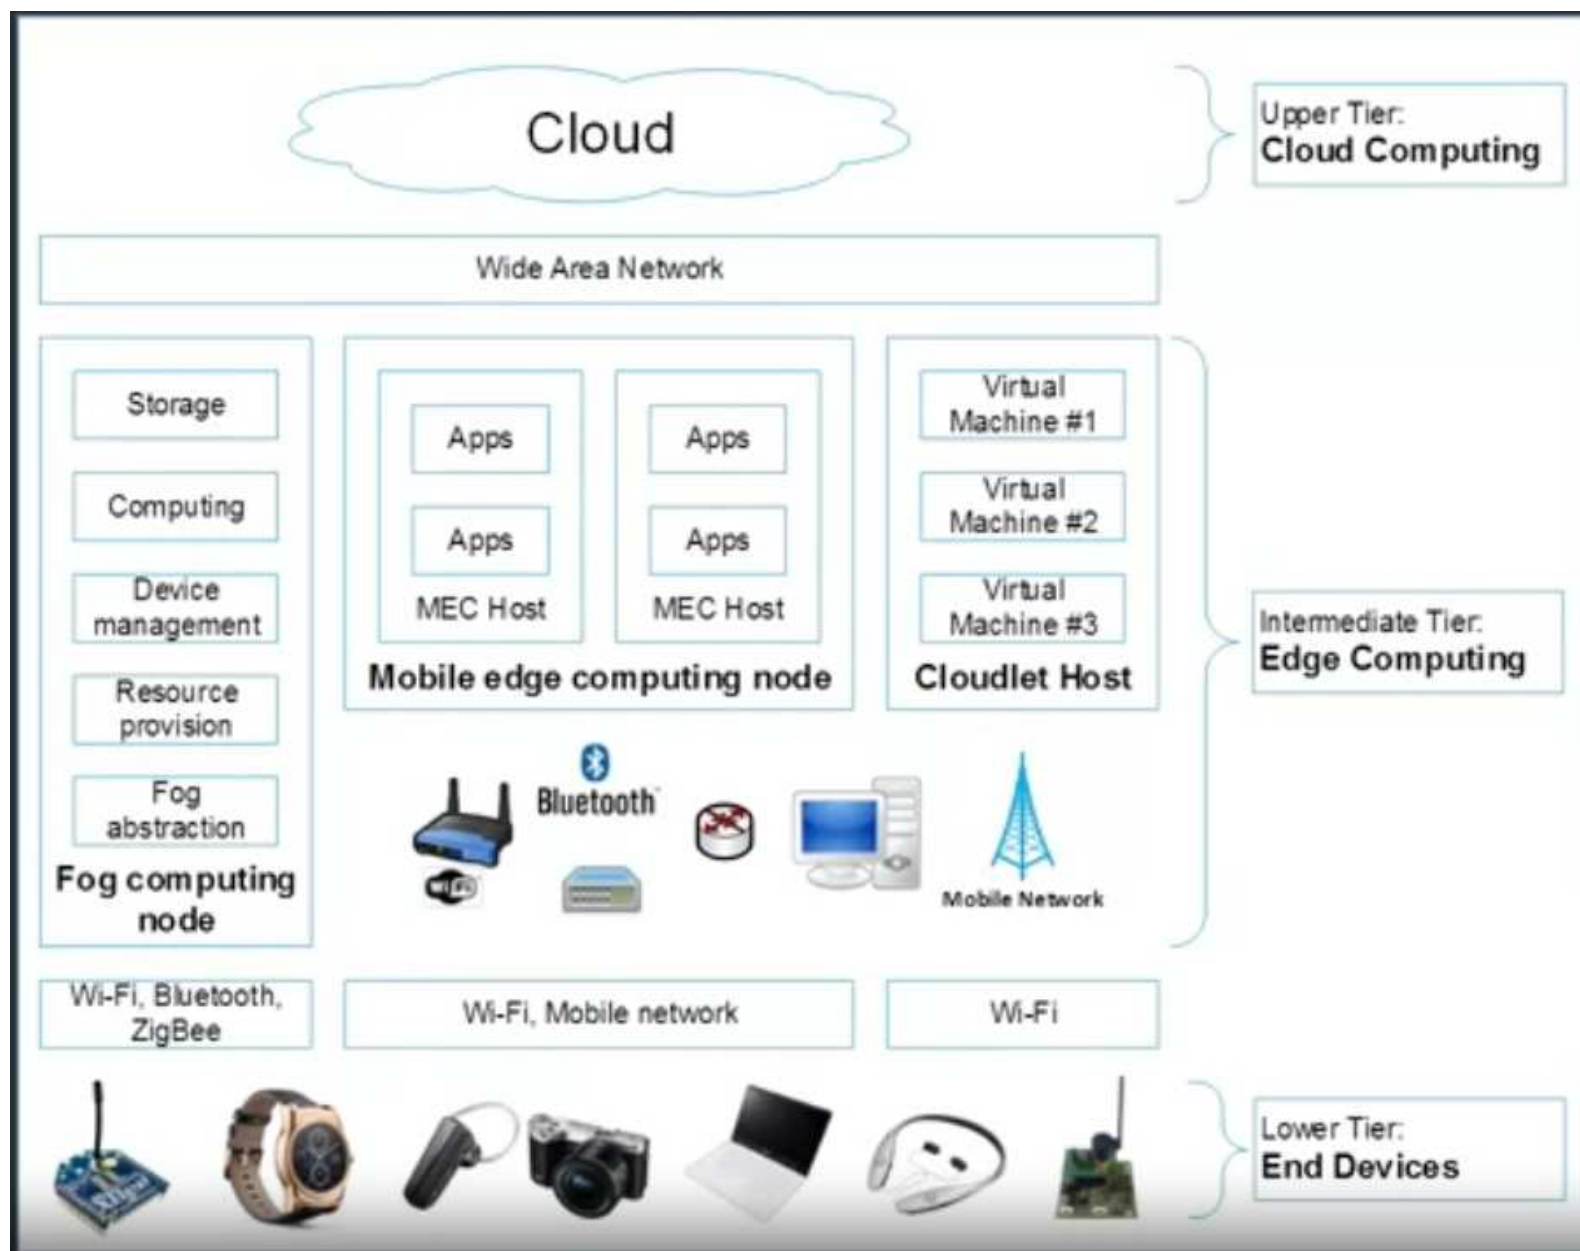 Cloud
Upper Tier:
Cloud Computing
Wide Area Network
Storage
Computing
Device
management
Resource
provision
Fog
abstraction
Fog computing
node
Apps
Apps
MEC Host
Apps
Apps
MEC Host
Mobile edge computing node
Virtual
Machine #1
Virtual
Machine #2
Virtual
Machine #3
Cloudlet Host
Intermediate Tier:
Edge Computing
Bluetooth
Mobile Network
Wi-Fi, Bluetooth,
ZigBee
Wi-Fi, Mobile network
Wi-Fi
Lower Tier:
End Devices